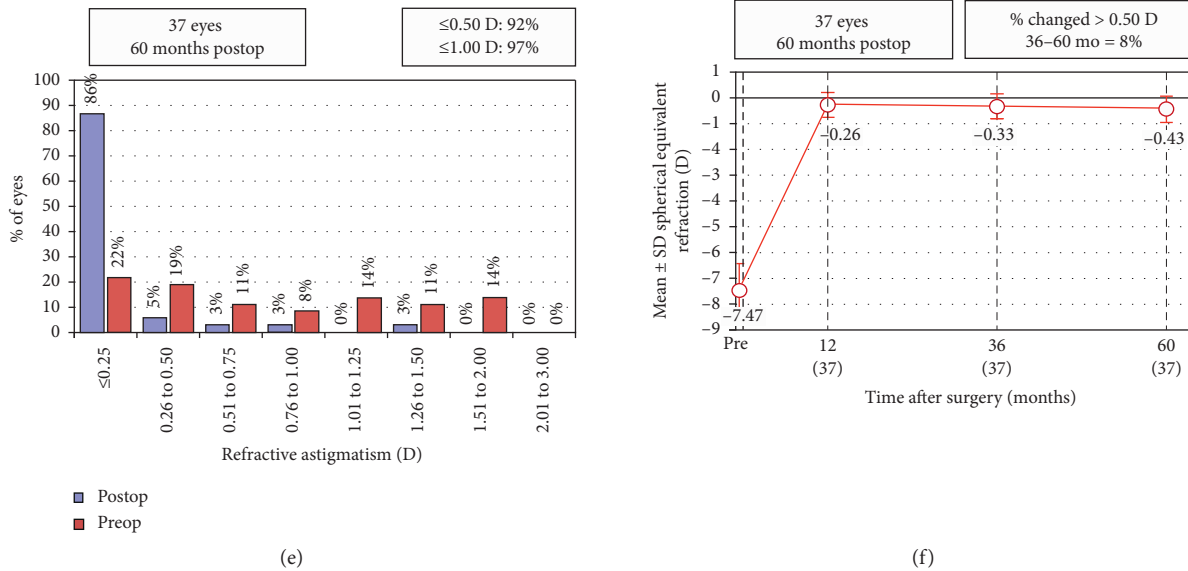 37 eyes
60 months postop
≤0.50 D: 92%
≤1.00 D: 97%
% of eyes
100
90
80
70
60
50
40
30
20
10
0
86%
22%
5%
19%
3%
11%
3%
8%
0%
14%
3%
11%
0%
14%
0%
0%
≤0.25
0.26 to 0.50
0.51 to 0.75
0.76 to 1.00
1.01 to 1.25
1.26 to 1.50
1.51 to 2.00
2.01 to 3.00
Refractive astigmatism (D)
Postop
Preop
(e)
37 eyes
60 months postop
% changed > 0.50 D
36–60 mo = 8%
Mean ± SD spherical equivalent
refraction (D)
1
0
–1
–2
–3
–4
–5
–6
–7
–8
–9
–7.47
–0.26
–0.33
–0.43
Pre
12
36
60
(37)
(37)
(37)
Time after surgery (months)
(f)